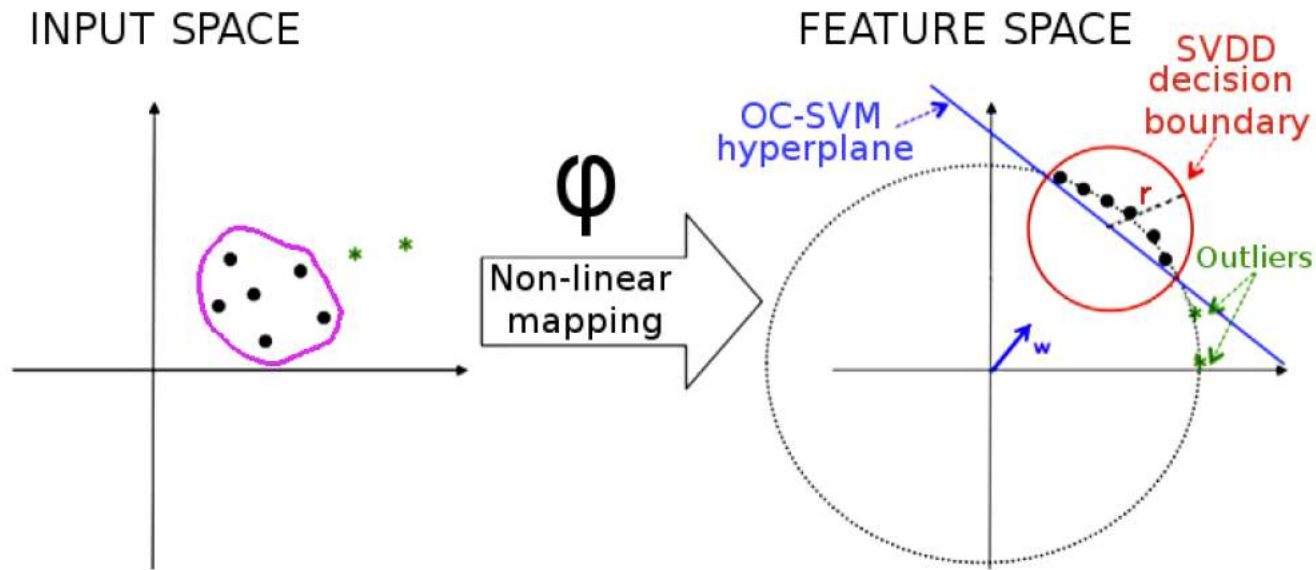 INPUT SPACE
FEATURE SPACE
SVDD
decision
boundary
OC-SVM
hyperplane
φ
Non-linear
mapping
r
Outliers
w